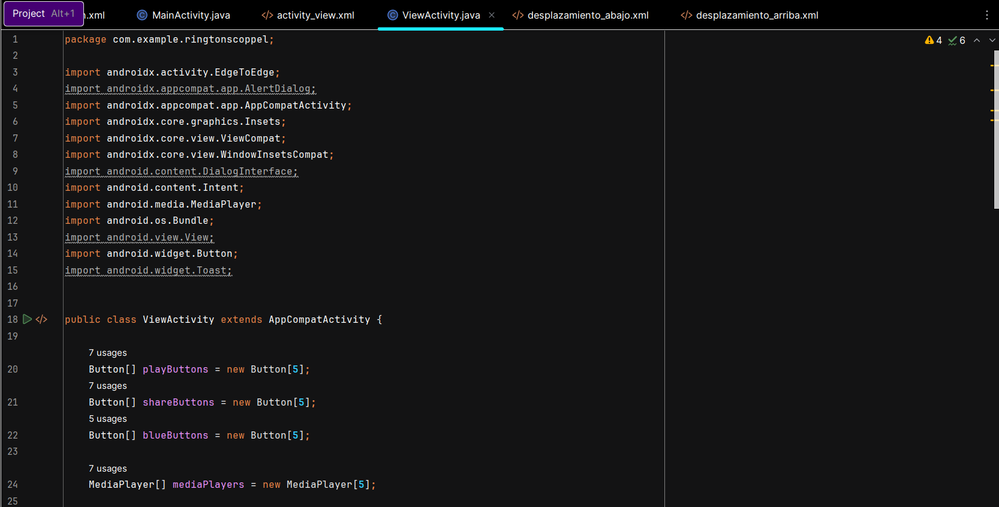 Project Alt+1
.xml
MainActivity.java
activity_view.xml
ViewActivity.java
desplazamiento_abajo.xml
desplazamiento_arriba.xml
4 6
1 package com.example.ringtonscoppel;
2
3 import androidx.activity.EdgeToEdge;
4 import androidx.appcompat.app.AlertDialog;
5 import androidx.appcompat.app.AppCompatActivity;
6 import androidx.core.graphics.Insets;
7 import androidx.core.view.ViewCompat;
8 import androidx.core.view.WindowInsetsCompat;
9 import android.content.DialogInterface;
10 import android.content.Intent;
11 import android.media.MediaPlayer;
12 import android.os.Bundle;
13 import android.view.View;
14 import android.widget.Button;
15 import android.widget.Toast;
16
17
18 </> public class ViewActivity extends AppCompatActivity {
19
7 usages
20 Button[] playButtons = new Button[5];
7 usages
21 Button[] shareButtons = new Button[5];
5 usages
22 Button[] blueButtons = new Button[5];
23
7 usages
24 MediaPlayer[] mediaPlayers = new MediaPlayer[5];
25